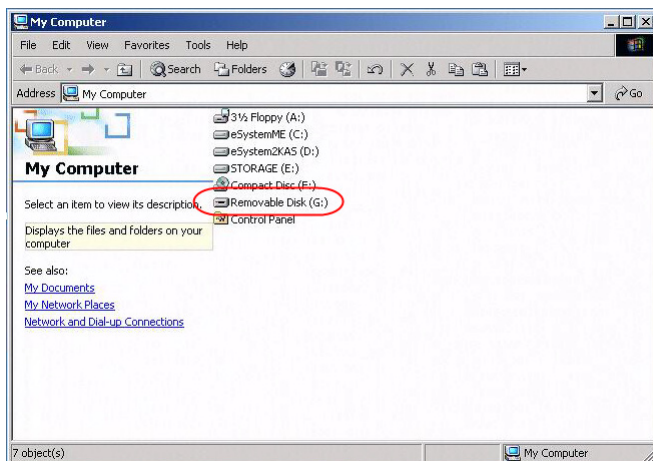 My Computer
File Edit View Favorites Tools Help
Back Search Folders
Address My Computer Go
3½ Floppy (A:)
eSystemME (C:)
eSystem2KAS (D:)
STORAGE (E:)
Compact Disc (F:)
Removable Disk (G:)
Control Panel
My Computer
Select an item to view its description.
Displays the files and folders on your
computer
See also:
My Documents
My Network Places
Network and Dial-up Connections
7 object(s) My Computer